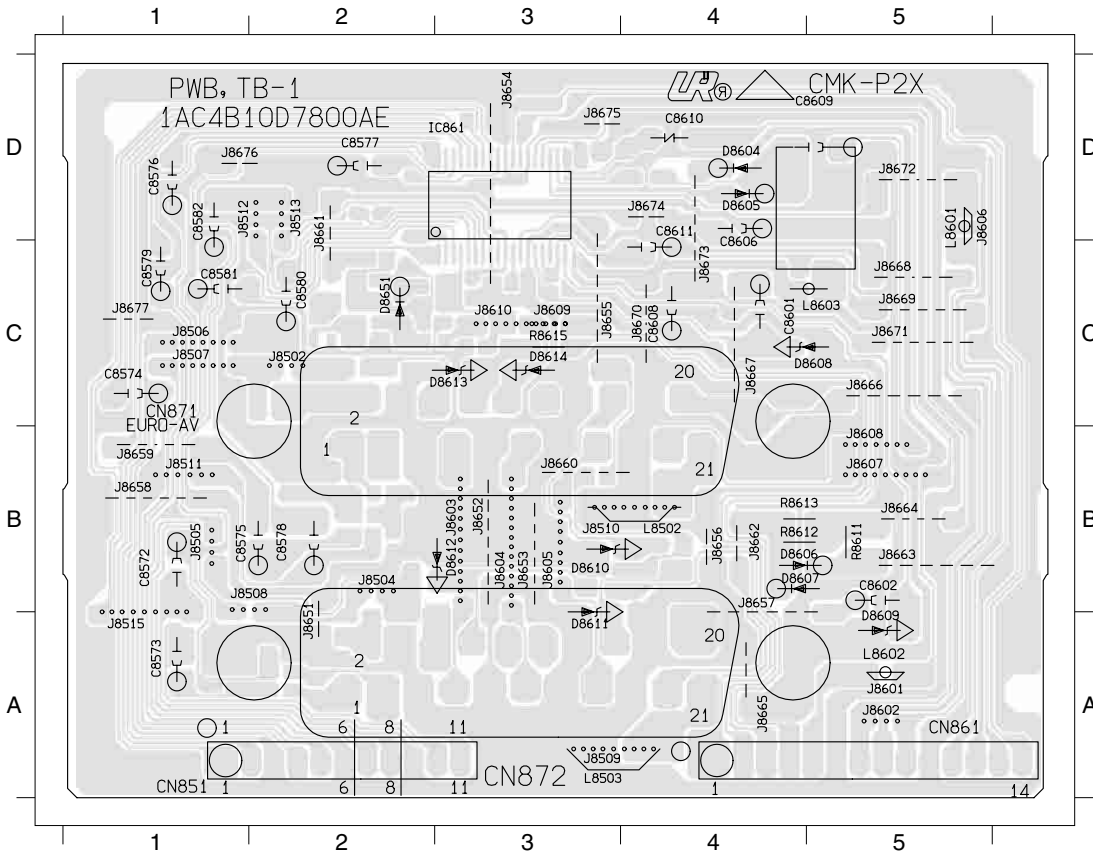 1 2 3 4 5
PWB, TB-1
1AC4B10D7800AE
J8654
UR ®
CMK-P2X
C8609
J8675
IC861
C8610
D D
C8577
D8604
C8576
J8676
J8672
D8605
C8582
J8512
J8513
J8661
J8674
C8611
C8606
L8601
J8606
C8579
C8581
C8580
D8651
J8673
J8668
J8677
L8603
J8669
J8610
J8609
J8655
J8670
C8608
C8601
C C
J8506
R8615
J8671
J8507
J8502
D8614
D8608
D8613
20
J8667
C8574
J8666
CN871
EURO-AV
2
1
J8608
J8659
J8511
J8660
21
J8607
J8658
J8603
J8652
R8613
J8664
B B
J8505
C8575
C8578
J8510
L8502
J8656
J8662
R8612
R8611
C8572
D8612
J8604
J8653
J8605
D8610
D8606
J8663
J8504
D8607
C8602
J8508
J8515
J8651
D8611
J8657
D8609
20
C8573
2
L8602
J8601
A A
1
21
J8665
J8602
1 6 8 11
CN861
J8509
CN872
L8503
CN851 1 6 8 11
1 14
1 2 3 4 5